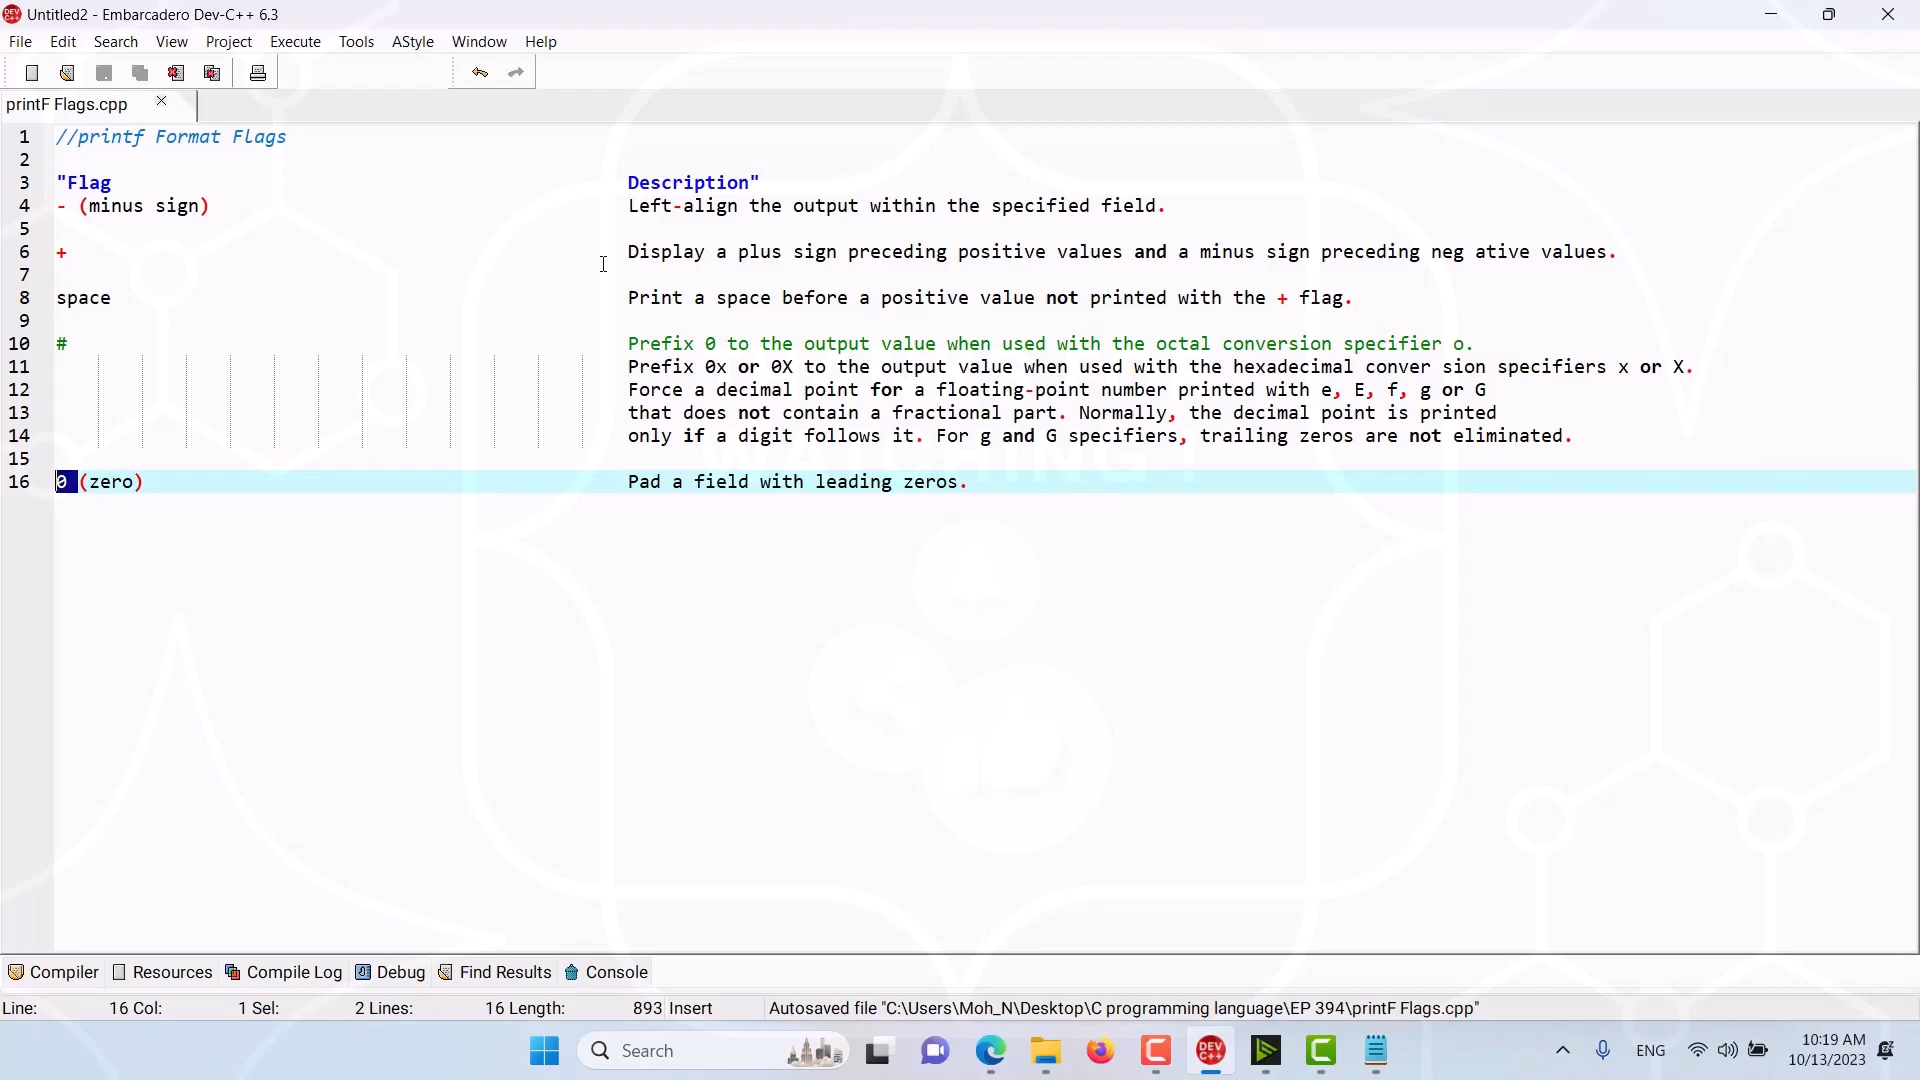 Untitled2 - Embarcadero Dev-C++ 6.3
File Edit Search View Project Execute Tools AStyle Window Help
printF Flags.cpp
1 //printf Format Flags
2
3 "Flag Description"
4 - (minus sign) Left-align the output within the specified field.
5
6 + Display a plus sign preceding positive values and a minus sign preceding neg ative values.
7
8 space Print a space before a positive value not printed with the + flag.
9
10 # Prefix 0 to the output value when used with the octal conversion specifier o.
11 Prefix 0x or 0X to the output value when used with the hexadecimal conver sion specifiers x or X.
12 Force a decimal point for a floating-point number printed with e, E, f, g or G
13 that does not contain a fractional part. Normally, the decimal point is printed
14 only if a digit follows it. For g and G specifiers, trailing zeros are not eliminated.
15
WATCHING !
16 0 (zero) Pad a field with leading zeros.
Compiler Resources Compile Log Debug Find Results Console
Line: 16 Col: 1 Sel: 2 Lines: 16 Length: 893 Insert Autosaved file "C:\Users\Moh_N\Desktop\C programming language\EP 394\printF Flags.cpp"
Search DEV C++ ENG 10:19 AM
10/13/2023